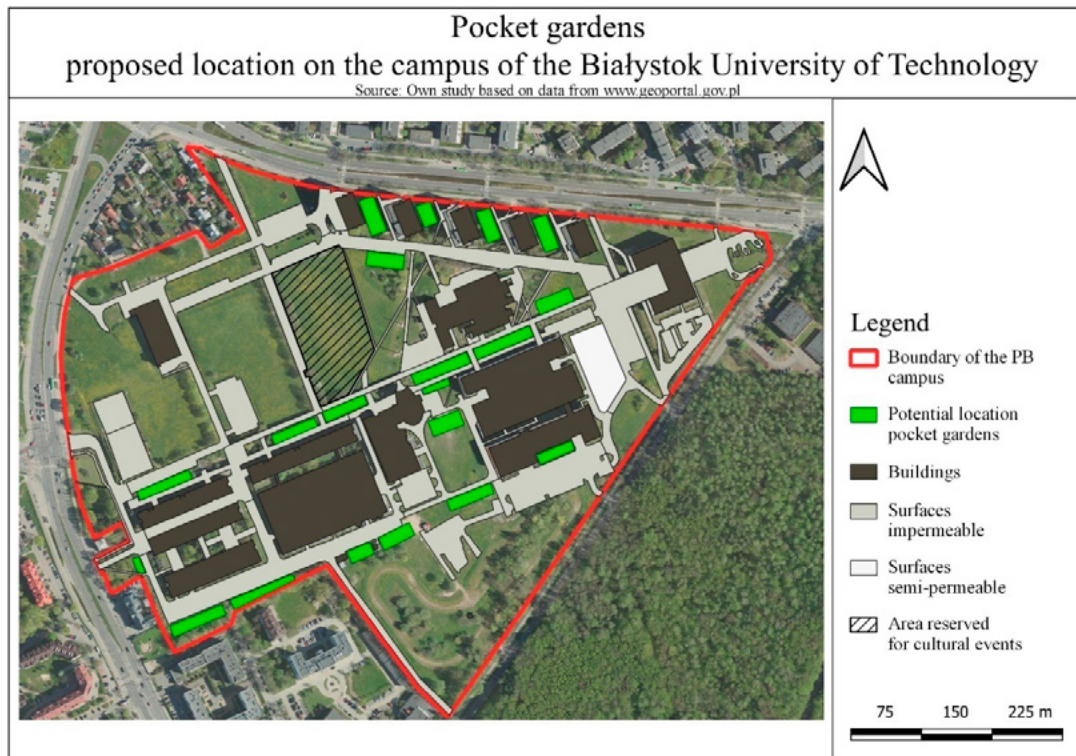 Pocket gardens
proposed location on the campus of the Białystok University of Technology
Source: Own study based on data from www.geoportal.gov.pl
Legend
Boundary of the PB
campus
Potential location
pocket gardens
Buildings
Surfaces
impermeable
Surfaces
semi-permeable
Area reserved
for cultural events
75 150 225 m